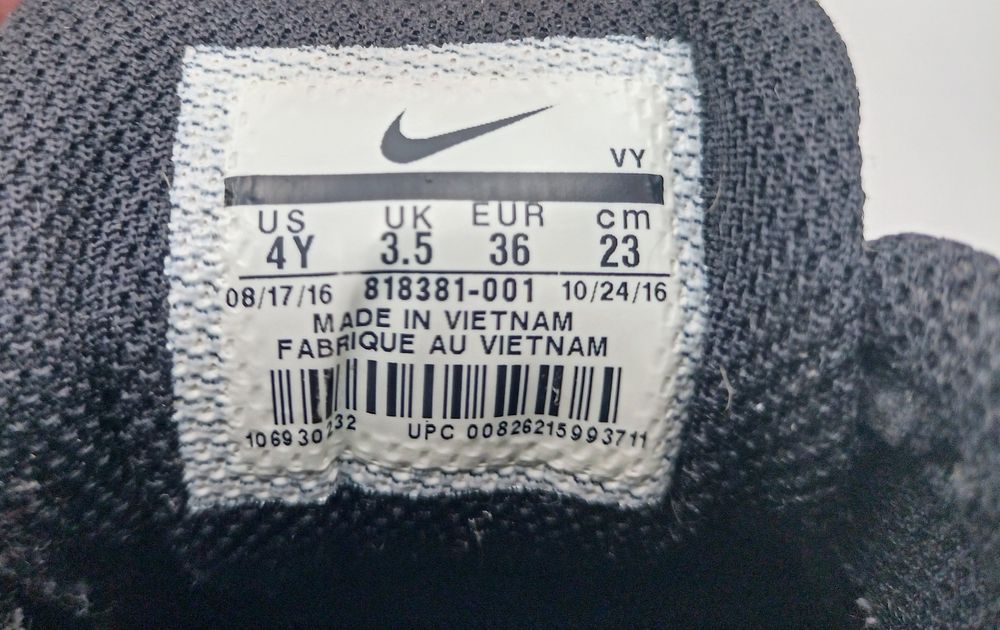 VY
US UK EUR cm
4Y 3.5 36 23
08/17/16 818381-001 10/24/16
MADE IN VIETNAM
FABRIQUE AU VIETNAM
UPC 00826215993711